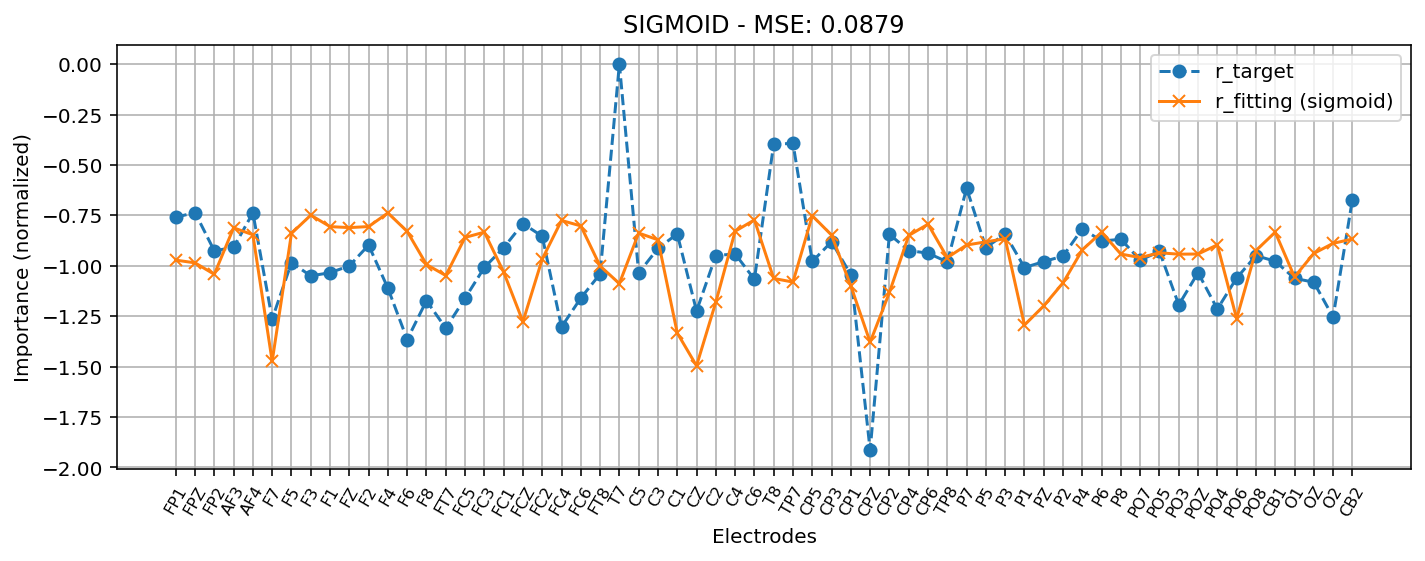 SIGMOID - MSE: 0.0879
r_target
r_fitting (sigmoid)
Importance (normalized)
0.00
−0.25
−0.50
−0.75
−1.00
−1.25
−1.50
−1.75
−2.00
FP1 FPZ FP2 AF3 AF4 F7 F5 F3 F1 FZ F2 F4 F6 F8 FT7 FC5 FC3 FC1 FCZ FC2 FC4 FC6 FT8 T7 C5 C3 C1 CZ C2 C4 C6 T8 TP7 CP5 CP3 CP1 CPZ CP2 CP4 CP6 TP8 P7 P5 P3 P1 PZ P2 P4 P6 P8 PO7 PO5 PO3 POZ PO4 PO6 PO8 CB1 O1 OZ O2 CB2
Electrodes